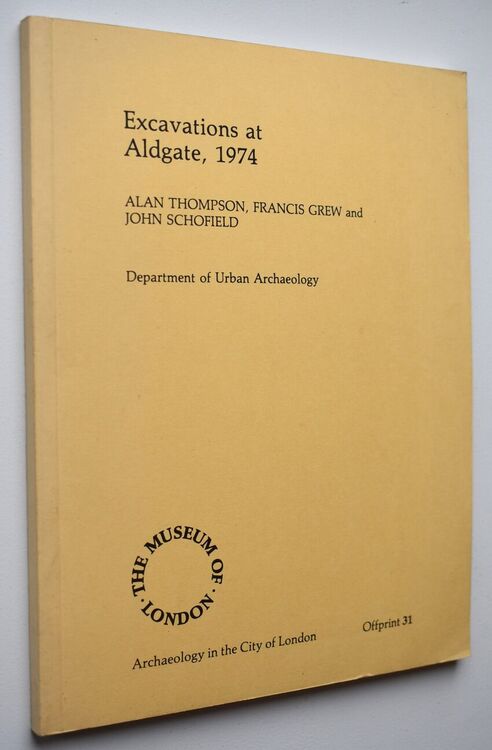 Excavations at
Aldgate, 1974
ALAN THOMPSON, FRANCIS GREW and
JOHN SCHOFIELD
Department of Urban Archaeology
THE MUSEUM OF
· LONDON ·
Archaeology in the City of London
Offprint 31